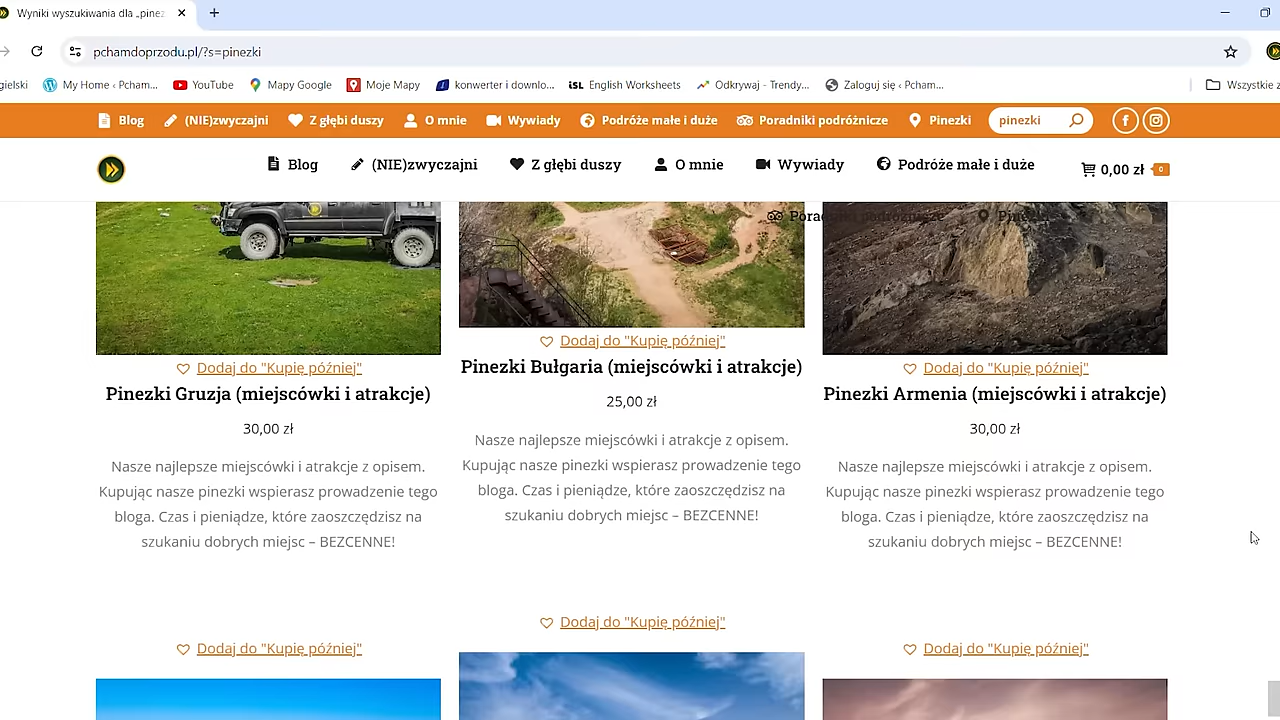 Wyniki wyszukiwania dla „pinez
pchamdoprzodu.pl/?s=pinezki
gielski
My Home ‹ Pcham...
YouTube
Mapy Google
Moje Mapy
konwerter i downlo...
iSL English Worksheets
Odkrywaj - Trendy...
Zaloguj się ‹ Pcham...
Wszystkie z
Blog
(NIE)zwyczajni
Z głębi duszy
O mnie
Wywiady
Podróże małe i duże
Poradniki podróżnicze
Pinezki
pinezki
Blog
(NIE)zwyczajni
Z głębi duszy
O mnie
Wywiady
Podróże małe i duże
0,00 zł
0
Dodaj do "Kupię później"
Pinezki Gruzja (miejscówki i atrakcje)
30,00 zł
Nasze najlepsze miejscówki i atrakcje z opisem.
Kupując nasze pinezki wspierasz prowadzenie tego
bloga. Czas i pieniądze, które zaoszczędzisz na
szukaniu dobrych miejsc – BEZCENNE!
Dodaj do "Kupię później"
Pinezki Bułgaria (miejscówki i atrakcje)
25,00 zł
Nasze najlepsze miejscówki i atrakcje z opisem.
Kupując nasze pinezki wspierasz prowadzenie tego
bloga. Czas i pieniądze, które zaoszczędzisz na
szukaniu dobrych miejsc – BEZCENNE!
Dodaj do "Kupię później"
Pinezki Armenia (miejscówki i atrakcje)
30,00 zł
Nasze najlepsze miejscówki i atrakcje z opisem.
Kupując nasze pinezki wspierasz prowadzenie tego
bloga. Czas i pieniądze, które zaoszczędzisz na
szukaniu dobrych miejsc – BEZCENNE!
Dodaj do "Kupię później"
Dodaj do "Kupię później"
Dodaj do "Kupię później"